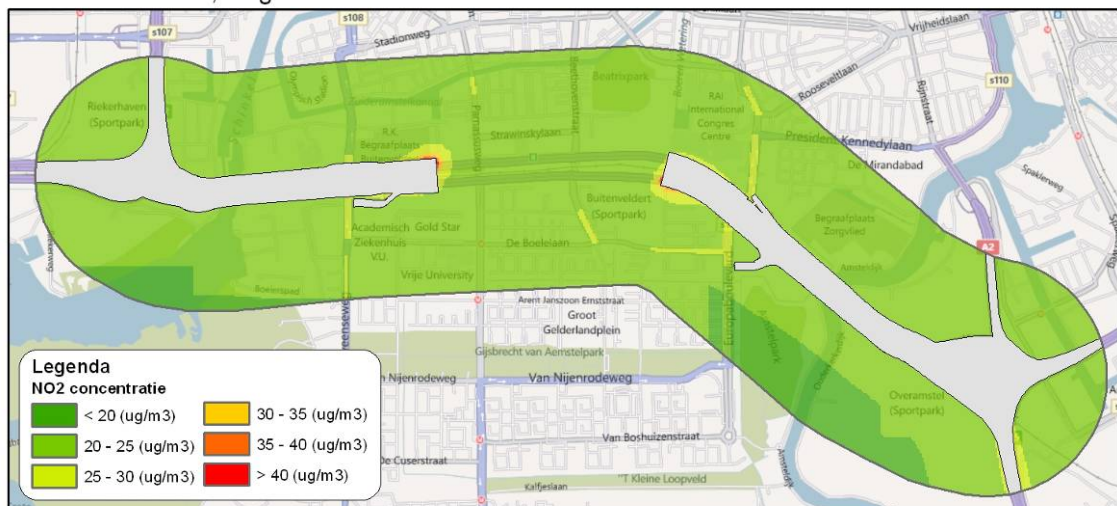 s107
s108
Stadionweg
Vrijheidslaan
s110
Riekerhaven
(Sportpark)
Beatrixpark
Beethovenstraat
Rooseveltlaan
Rijnstraat
RAI
International
Congres
Centre
Parnassusweg
Strawinskylaan
President Kennedylaan
De Mirandabad
R.K.
Begraafplaats
Spaklerweg
Buitenveldert
(Sportpark)
Begraafplaats
Zorgvlied
Academisch
Ziekenhuis
V.U.
Gold Star
De Boelelaan
A2
Amsteldijk
Vrije University
Boeierspad
Europaboulevard
Arent Janszoon Ernststraat
Groot
Gelderlandplein
Gijsbrecht van Aemstelpark
Van Nijenrodeweg
Van Nijenrodeweg
Overamstel
(Sportpark)
Van Boshuizenstraat
De Cuserstraat
Amsteldijk
Kalfjeslaan
"T Kleine Loopveld
Legenda
NO2 concentratie
< 20 (ug/m3)
20 - 25 (ug/m3)
25 - 30 (ug/m3)
30 - 35 (ug/m3)
35 - 40 (ug/m3)
> 40 (ug/m3)